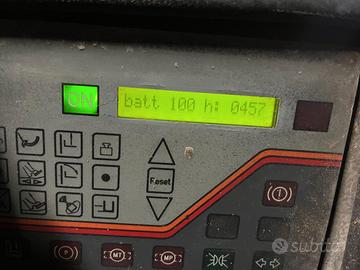 ON
batt 100 h: 0457
Reset
(P)
MT
MP
subito